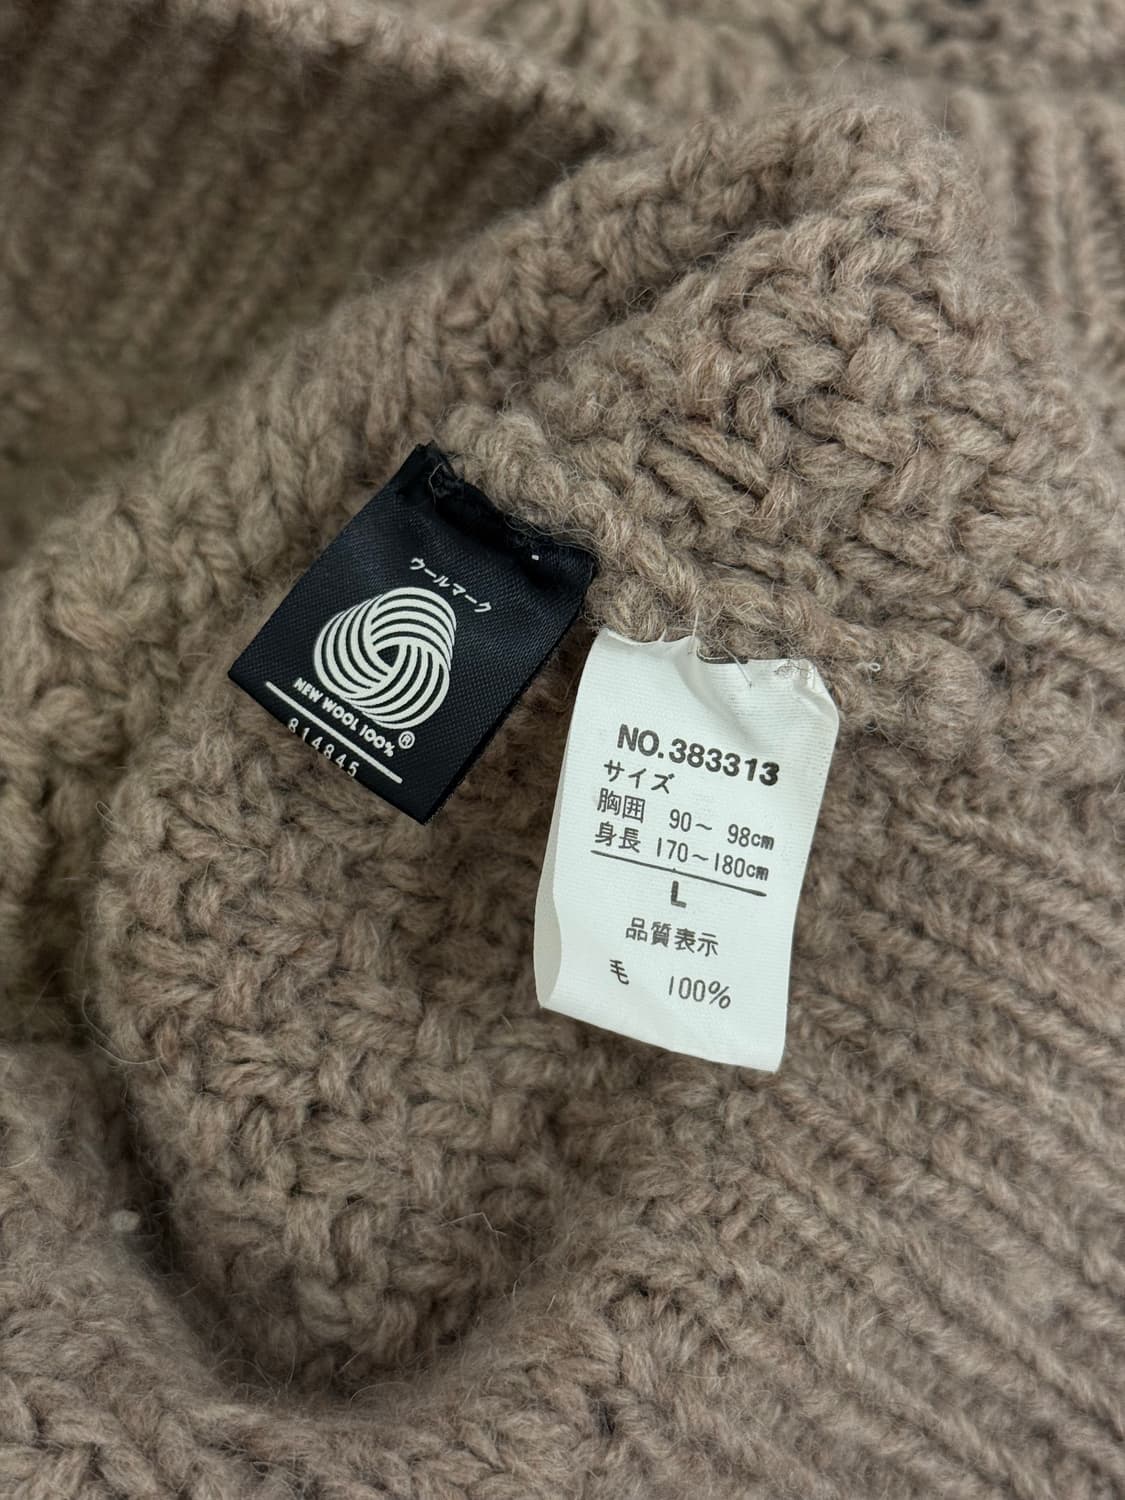 ウールマーク
NEW WOOL 100% ®
814845
NO.383313
サイズ
胸囲 90～ 98cm
身長 170～180cm
L
品質表示
毛 100%